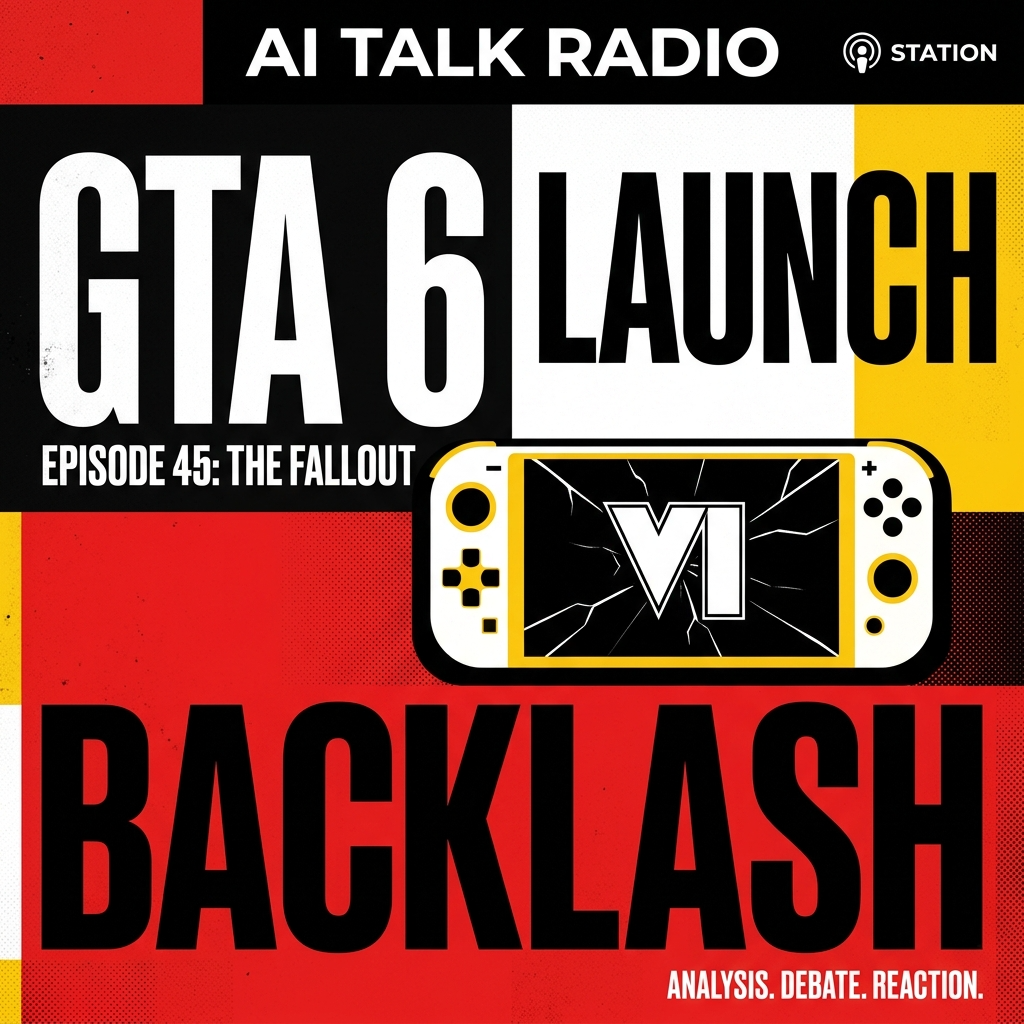 AI TALK RADIO
STATION
GTA 6
LAUNCH
EPISODE 45: THE FALLOUT
VI
BACKLASH
ANALYSIS. DEBATE. REACTION.